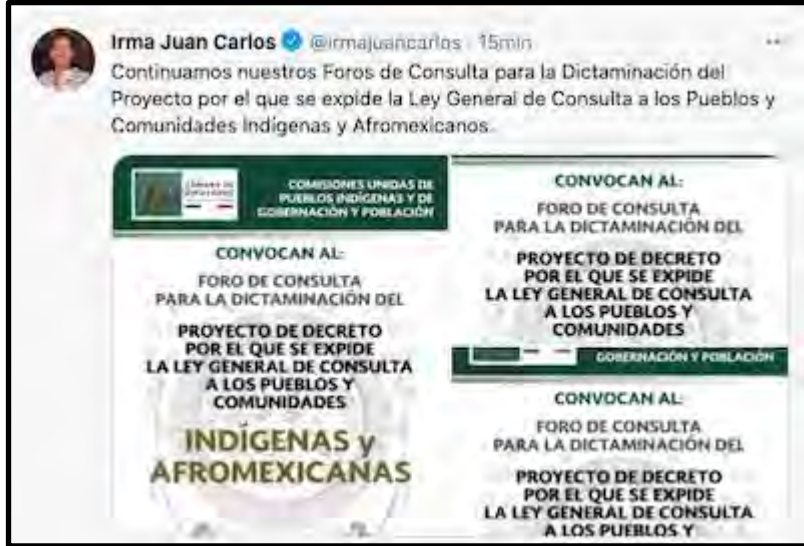 Irma Juan Carlos @irmajuancarlos · 15min
Continuamos nuestros Foros de Consulta para la Dictaminación del
Proyecto por el que se expide la Ley General de Consulta a los Pueblos y
Comunidades Indígenas y Afromexicanos.
CÁMARA DE
DIPUTADOS
COMISIONES UNIDAS DE
PUEBLOS INDÍGENAS Y DE
GOBERNACIÓN Y POBLACIÓN
CONVOCAN AL:
FORO DE CONSULTA
PARA LA DICTAMINACIÓN DEL
PROYECTO DE DECRETO
POR EL QUE SE EXPIDE
LA LEY GENERAL DE CONSULTA
A LOS PUEBLOS Y
COMUNIDADES
INDÍGENAS y
AFROMEXICANAS
CONVOCAN AL:
FORO DE CONSULTA
PARA LA DICTAMINACIÓN DEL
PROYECTO DE DECRETO
POR EL QUE SE EXPIDE
LA LEY GENERAL DE CONSULTA
A LOS PUEBLOS Y
COMUNIDADES
GOBERNACIÓN Y POBLACIÓN
CONVOCAN AL:
FORO DE CONSULTA
PARA LA DICTAMINACIÓN DEL
PROYECTO DE DECRETO
POR EL QUE SE EXPIDE
LA LEY GENERAL DE CONSULTA
A LOS PUEBLOS Y